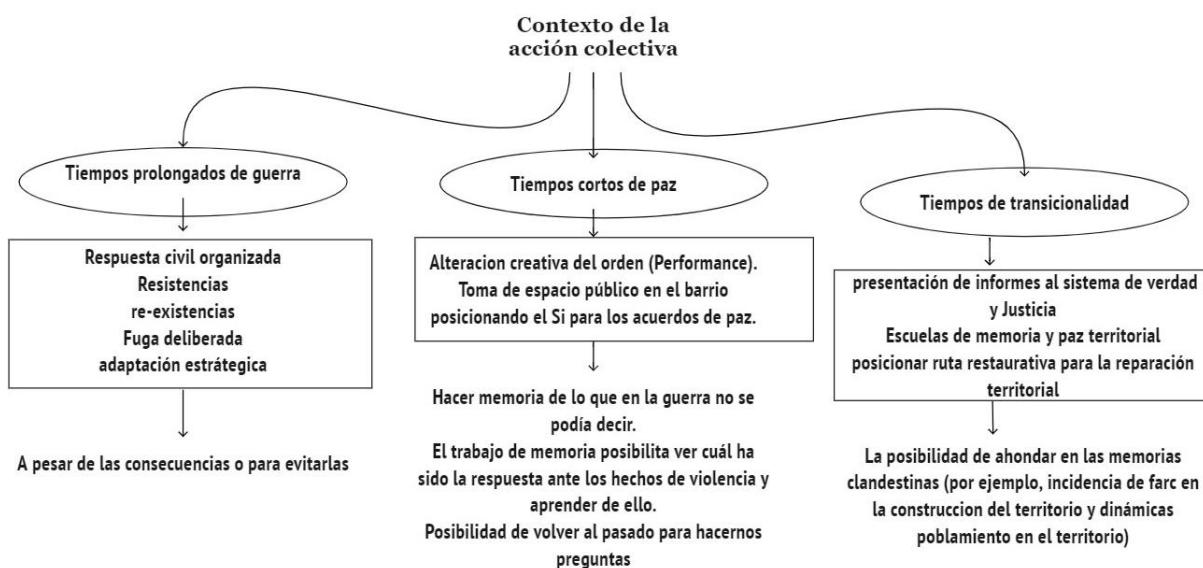 Contexto de la
acción colectiva
Tiempos prolongados de guerra
Respuesta civil organizada
Resistencias
re-existencias
Fuga deliberada
adaptación estrátegica
A pesar de las consecuencias o para evitarlas
Tiempos cortos de paz
Alteracion creativa del orden (Performance).
Toma de espacio público en el barrio
posicionando el Si para los acuerdos de paz.
Hacer memoria de lo que en la guerra no se
podía decir.
El trabajo de memoria posibilita ver cuál ha
sido la respuesta ante los hechos de violencia y
aprender de ello.
Posibilidad de volver al pasado para hacernos
preguntas
Tiempos de transicionalidad
presentación de informes al sistema de verdad
y Justicia
Escuelas de memoria y paz territorial
posicionar ruta restaurativa para la reparación
territorial
La posibilidad de ahondar en las memorias
clandestinas (por ejemplo, incidencia de farc en
la construccion del territorio y dinámicas
poblamiento en el territorio)